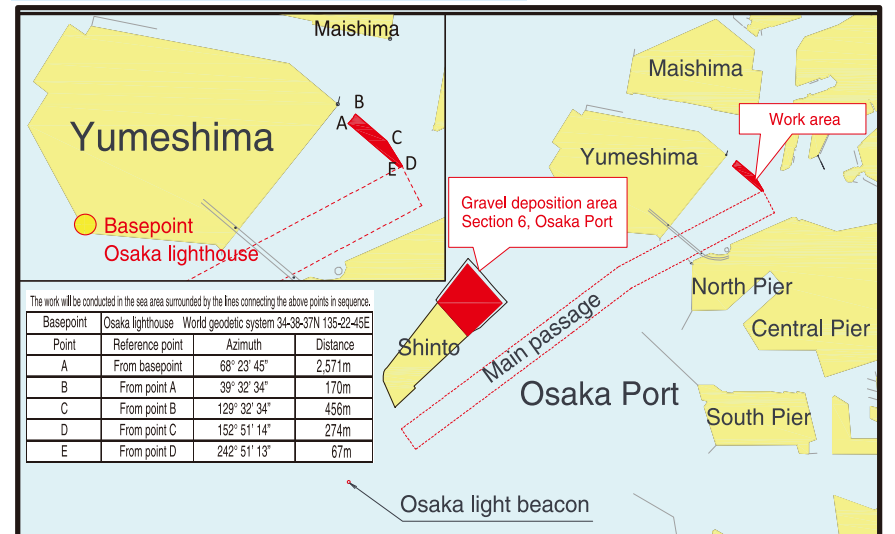 Maishima
B
A
C
D
E
Yumeshima
Basepoint
Osaka lighthouse
Maishima
Work area
Yumeshima
Gravel deposition area
Section 6, Osaka Port
North Pier
Central Pier
Shinto
Main passage
Osaka Port
South Pier
Osaka light beacon
The work will be conducted in the sea area surrounded by the lines connecting the above points in sequence.
Basepoint Osaka lighthouse World geodetic system 34-38-37N 135-22-45E
Point Reference point Azimuth Distance
A From basepoint 68° 23' 45" 2,571m
B From point A 39° 32' 34" 170m
C From point B 129° 32' 34" 456m
D From point C 152° 51' 14" 274m
E From point D 242° 51' 13" 67m